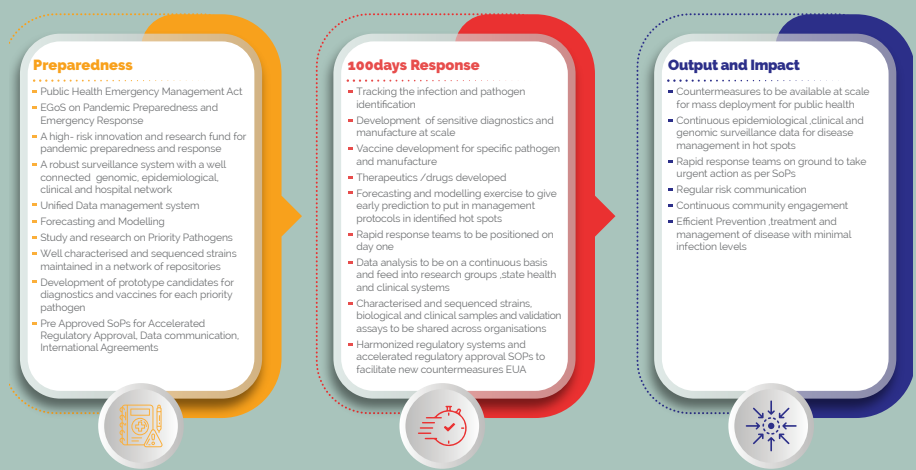 Preparedness
Public Health Emergency Management Act
EGoS on Pandemic Preparedness and
Emergency Response
A high- risk innovation and research fund for
pandemic preparedness and response
A robust surveillance system with a well
connected genomic, epidemiological,
clinical and hospital network
Unified Data management system
Forecasting and Modelling
Study and research on Priority Pathogens
Well characterised and sequenced strains
maintained in a network of repositories
Development of prototype candidates for
diagnostics and vaccines for each priority
pathogen
Pre Approved SoPs for Accelerated
Regulatory Approval, Data communication,
International Agreements
100days Response
Tracking the infection and pathogen
identification
Development of sensitive diagnostics and
manufacture at scale
Vaccine development for specific pathogen
and manufacture
Therapeutics /drugs developed
Forecasting and modelling exercise to give
early prediction to put in management
protocols in identified hot spots
Rapid response teams to be positioned on
day one
Data analysis to be on a continuous basis
and feed into research groups ,state health
and clinical systems
Characterised and sequenced strains,
biological and clinical samples and validation
assays to be shared across organisations
Harmonized regulatory systems and
accelerated regulatory approval SOPs to
facilitate new countermeasures EUA
Output and Impact
Countermeasures to be available at scale
for mass deployment for public health
Continuous epidemiological ,clinical and
genomic surveillance data for disease
management in hot spots
Rapid response teams on ground to take
urgent action as per SoPs
Regular risk communication
Continuous community engagement
Efficient Prevention ,treatment and
management of disease with minimal
infection levels